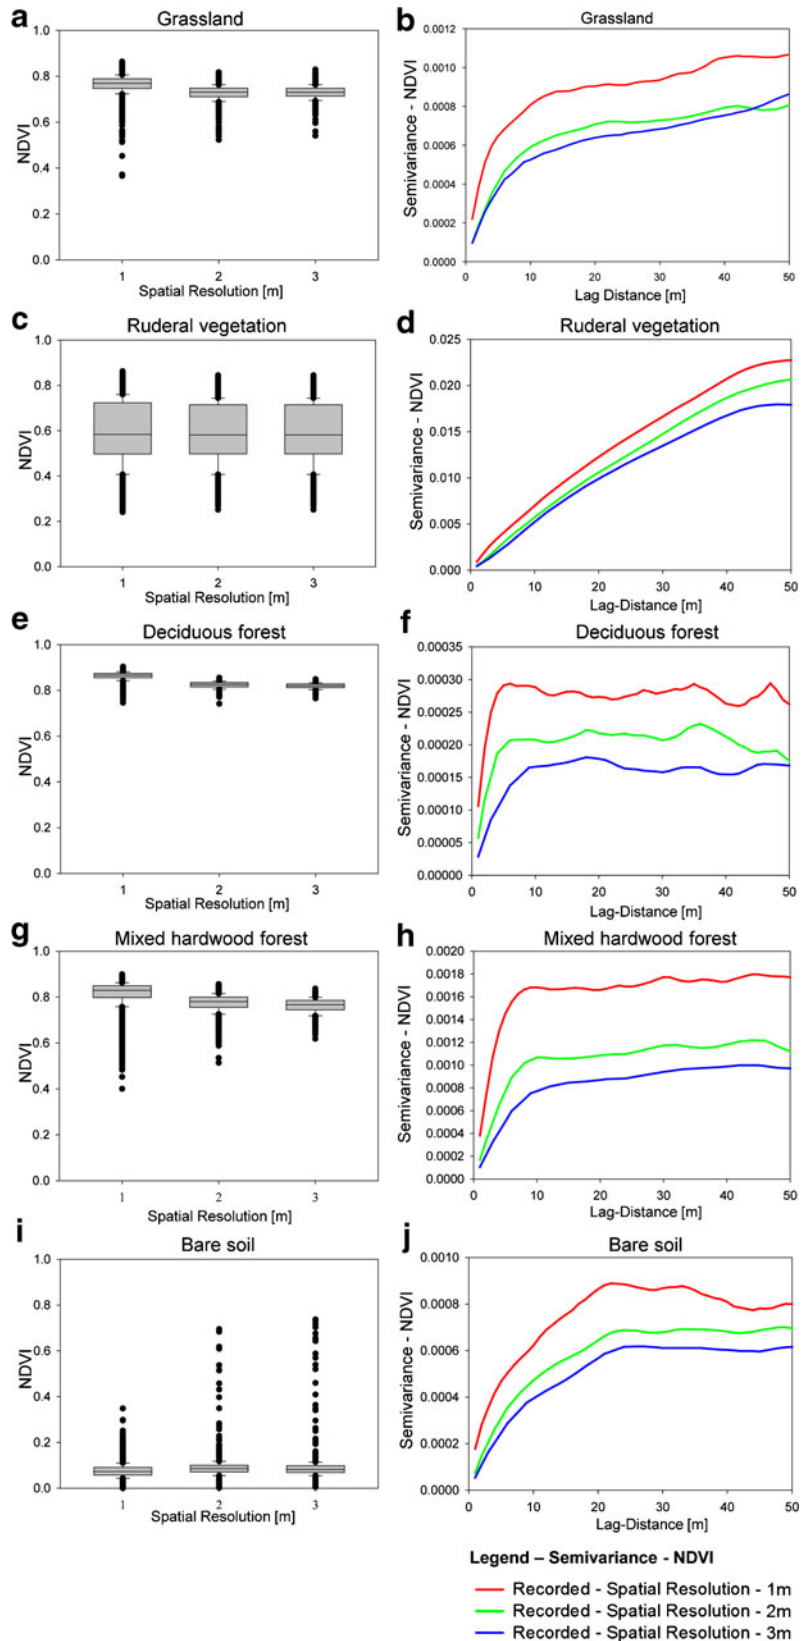 a Grassland
1.0
0.8
0.6
0.4
0.2
0.0
NDVI
1 2 3
Spatial Resolution [m]
b Grassland
0.0012
0.0010
0.0008
0.0006
0.0004
0.0002
0.0000
Semivariance - NDVI
0 10 20 30 40 50
Lag Distance [m]
c Ruderal vegetation
1.0
0.8
0.6
0.4
0.2
0.0
NDVI
1 2 3
Spatial Resolution [m]
d Ruderal vegetation
0.025
0.020
0.015
0.010
0.005
0.000
Semivariance - NDVI
0 10 20 30 40 50
Lag-Distance [m]
e Deciduous forest
1.0
0.8
0.6
0.4
0.2
0.0
NDVI
1 2 3
Spatial Resolution [m]
f Deciduous forest
0.00035
0.00030
0.00025
0.00020
0.00015
0.00010
0.00005
0.00000
Semivariance - NDVI
0 10 20 30 40 50
Lag-Distance [m]
g Mixed hardwood forest
1.0
0.8
0.6
0.4
0.2
0.0
NDVI
1 2 3
Spatial Resolution [m]
h Mixed hardwood forest
0.0020
0.0018
0.0016
0.0014
0.0012
0.0010
0.0008
0.0006
0.0004
0.0002
0.0000
Semivariance - NDVI
0 10 20 30 40 50
Lag-Distance [m]
i Bare soil
1.0
0.8
0.6
0.4
0.2
0.0
NDVI
1 2 3
Spatial Resolution [m]
j Bare soil
0.0010
0.0008
0.0006
0.0004
0.0002
0.0000
Semivariance - NDVI
0 10 20 30 40 50
Lag-Distance [m]
Legend – Semivariance - NDVI
Recorded - Spatial Resolution - 1m
Recorded - Spatial Resolution - 2m
Recorded - Spatial Resolution - 3m